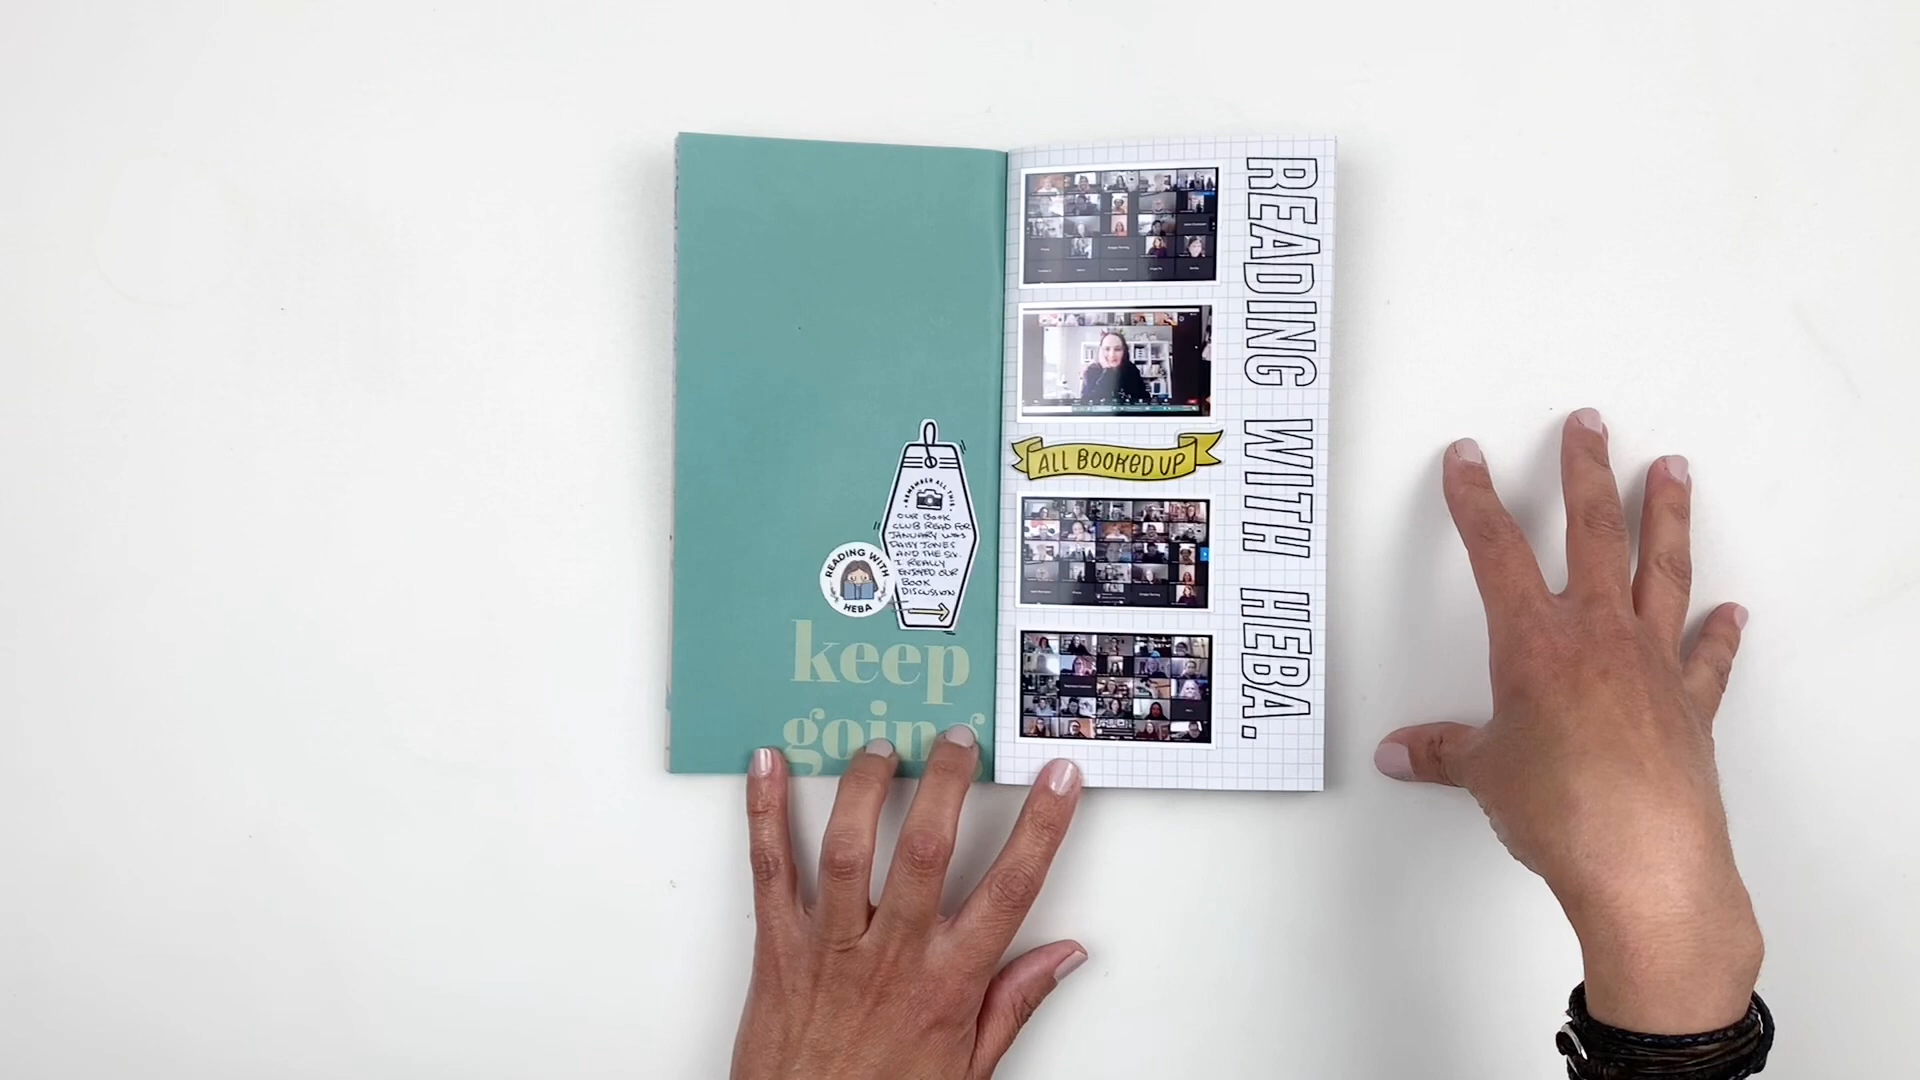 REMEMBER ALL THIS
OUR BOOK
CLUB READ FOR
JANUARY WAS
DAISY JONES
AND THE SIX.
I REALLY
ENJOYED OUR
BOOK
DISCUSSION
READING WITH
HEBA
keep
going
ALL BOOKED UP
READING WITH HEBA.